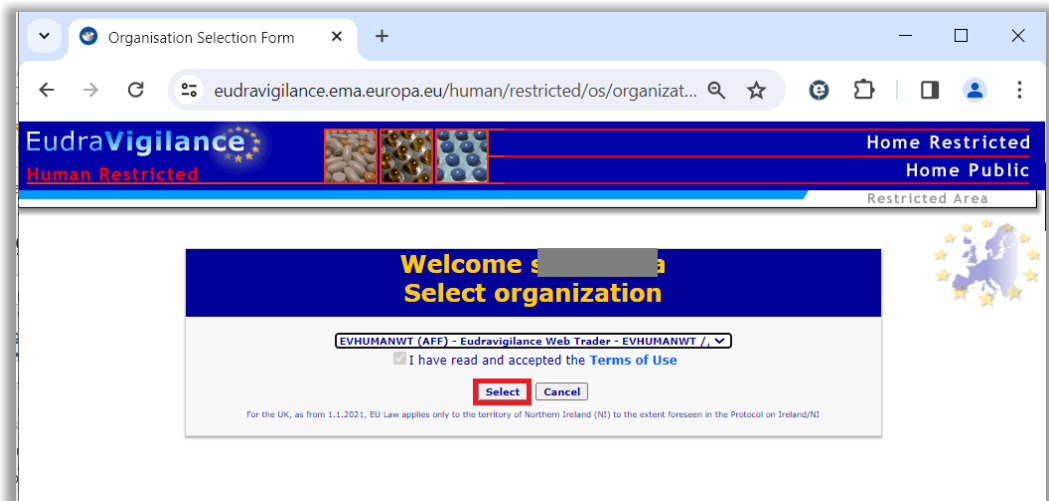 Organisation Selection Form
eudravigilance.ema.europa.eu/human/restricted/os/organizat...
EudraVigilance
Human Restricted
Home Restricted
Home Public
Restricted Area
Welcome s a
Select organization
EVHUMANWT (AFF) - Eudravigilance Web Trader - EVHUMANWT /
I have read and accepted the Terms of Use
Select Cancel
For the UK, as from 1.1.2021, EU Law applies only to the territory of Northern Ireland (NI) to the extent foreseen in the Protocol on Ireland/NI